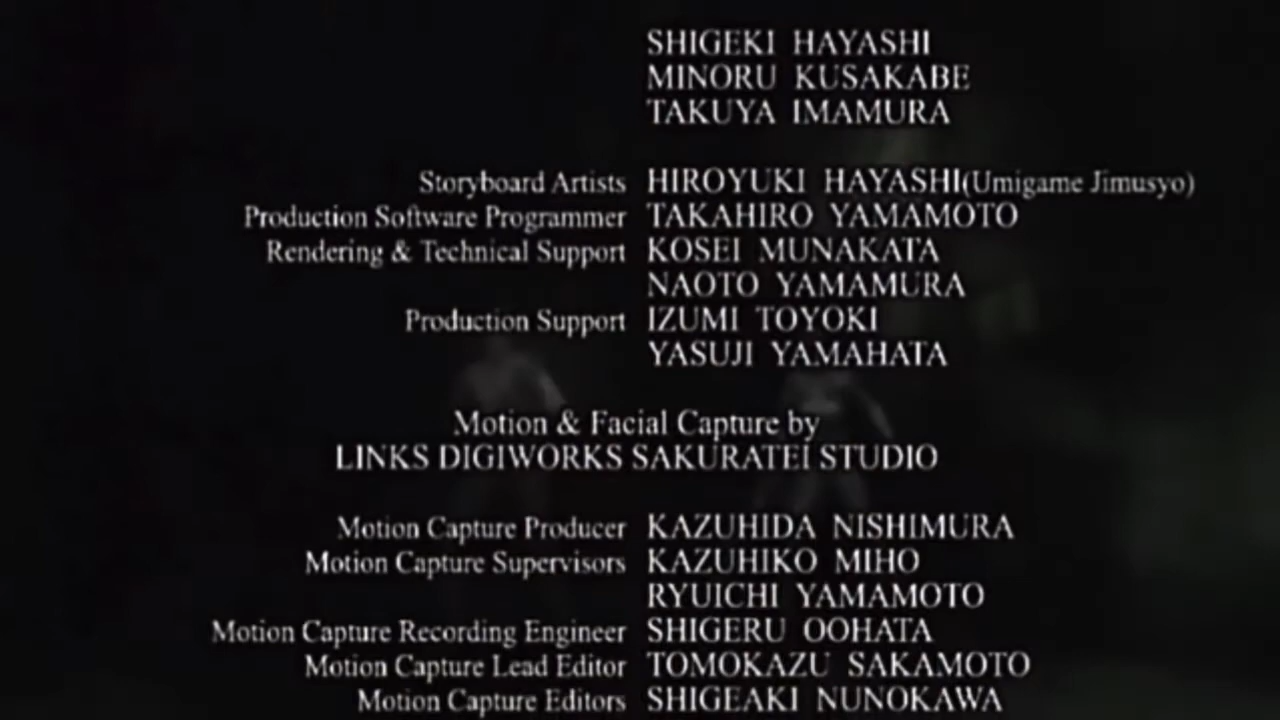 SHIGEKI HAYASHI
MINORU KUSAKABE
TAKUYA IMAMURA
Storyboard Artists HIROYUKI HAYASHI(Umigame Jimusyo)
Production Software Programmer TAKAHIRO YAMAMOTO
Rendering & Technical Support KOSEI MUNAKATA
NAOTO YAMAMURA
Production Support IZUMI TOYOKI
YASUJI YAMAHATA
Motion & Facial Capture by
LINKS DIGIWORKS SAKURATEI STUDIO
Motion Capture Producer KAZUHIDA NISHIMURA
Motion Capture Supervisors KAZUHIKO MIHO
RYUICHI YAMAMOTO
Motion Capture Recording Engineer SHIGERU OOHATA
Motion Capture Lead Editor TOMOKAZU SAKAMOTO
Motion Capture Editors SHIGEAKI NUNOKAWA